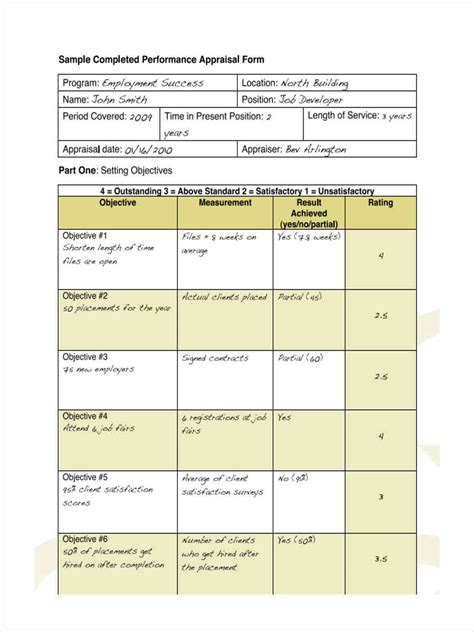 Sample Completed Performance Appraisal Form
Program: Employment Success Location: North Building
Name: John Smith Position: Job Developer
Period Covered: 2009 Time in Present Position: 2 years Length of Service: 3 years
Appraisal date: 01/16/2010 Appraiser: Bev Arlington
Part One: Setting Objectives
4 = Outstanding 3 = Above Standard 2 = Satisfactory 1 = Unsatisfactory
Objective Measurement Result Achieved (yes/no/partial) Rating
Objective #1
Shorten length of time
files are open
Files = 8 weeks on
average
Yes (7.8 weeks)
4
Objective #2
50 placements for the year
Actual clients placed
Partial (45)
2.5
Objective #3
75 new employers
Signed contracts
Partial (60)
2.5
Objective #4
Attend 6 job fairs
6 registrations at job
fairs
Yes
4
Objective #5
95% client satisfaction
scores
Average of client
satisfaction surveys
No (91%)
3
Objective #6
50% of placements get
hired on after completion
Number of clients
who get hired after
Yes (50%)
3.5